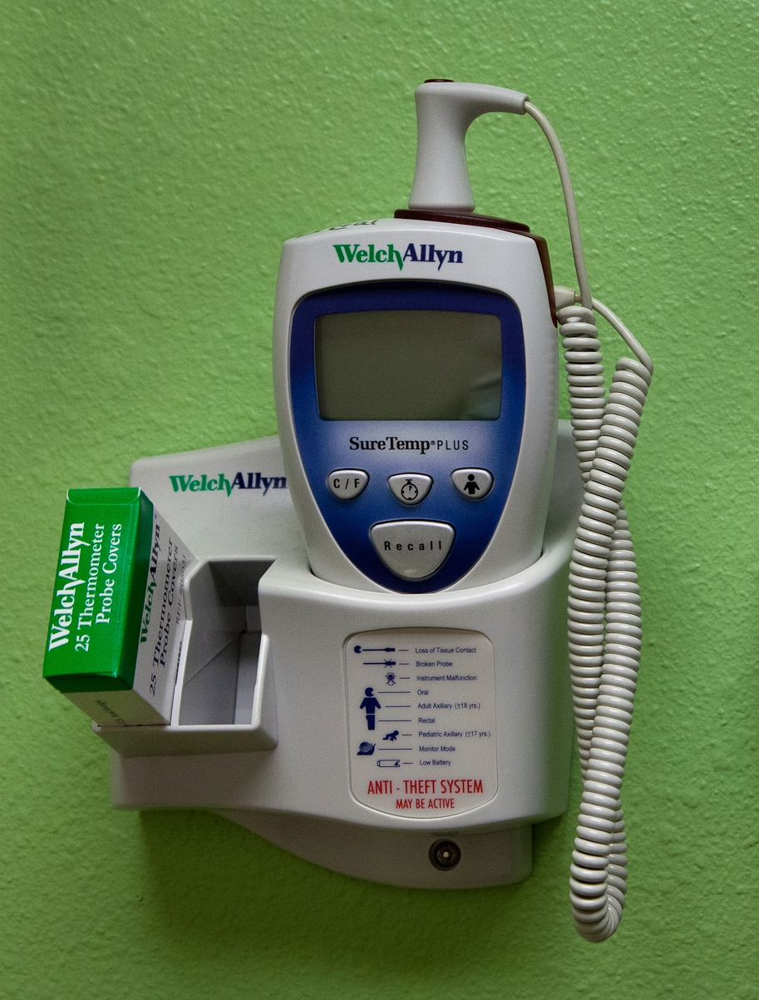 WelchAllyn
SureTemp® PLUS
C / F
Recall
WelchAllyn
WelchAllyn
25 Thermometer
Probe Covers
WelchAllyn
25 Thermometer
Probe Covers
Loss of Tissue Contact
Broken Probe
Instrument Malfunction
Oral
Adult Axillary (≥18 yrs.)
Rectal
Pediatric Axillary (≤17 yrs.)
Monitor Mode
Low Battery
ANTI - THEFT SYSTEM
MAY BE ACTIVE